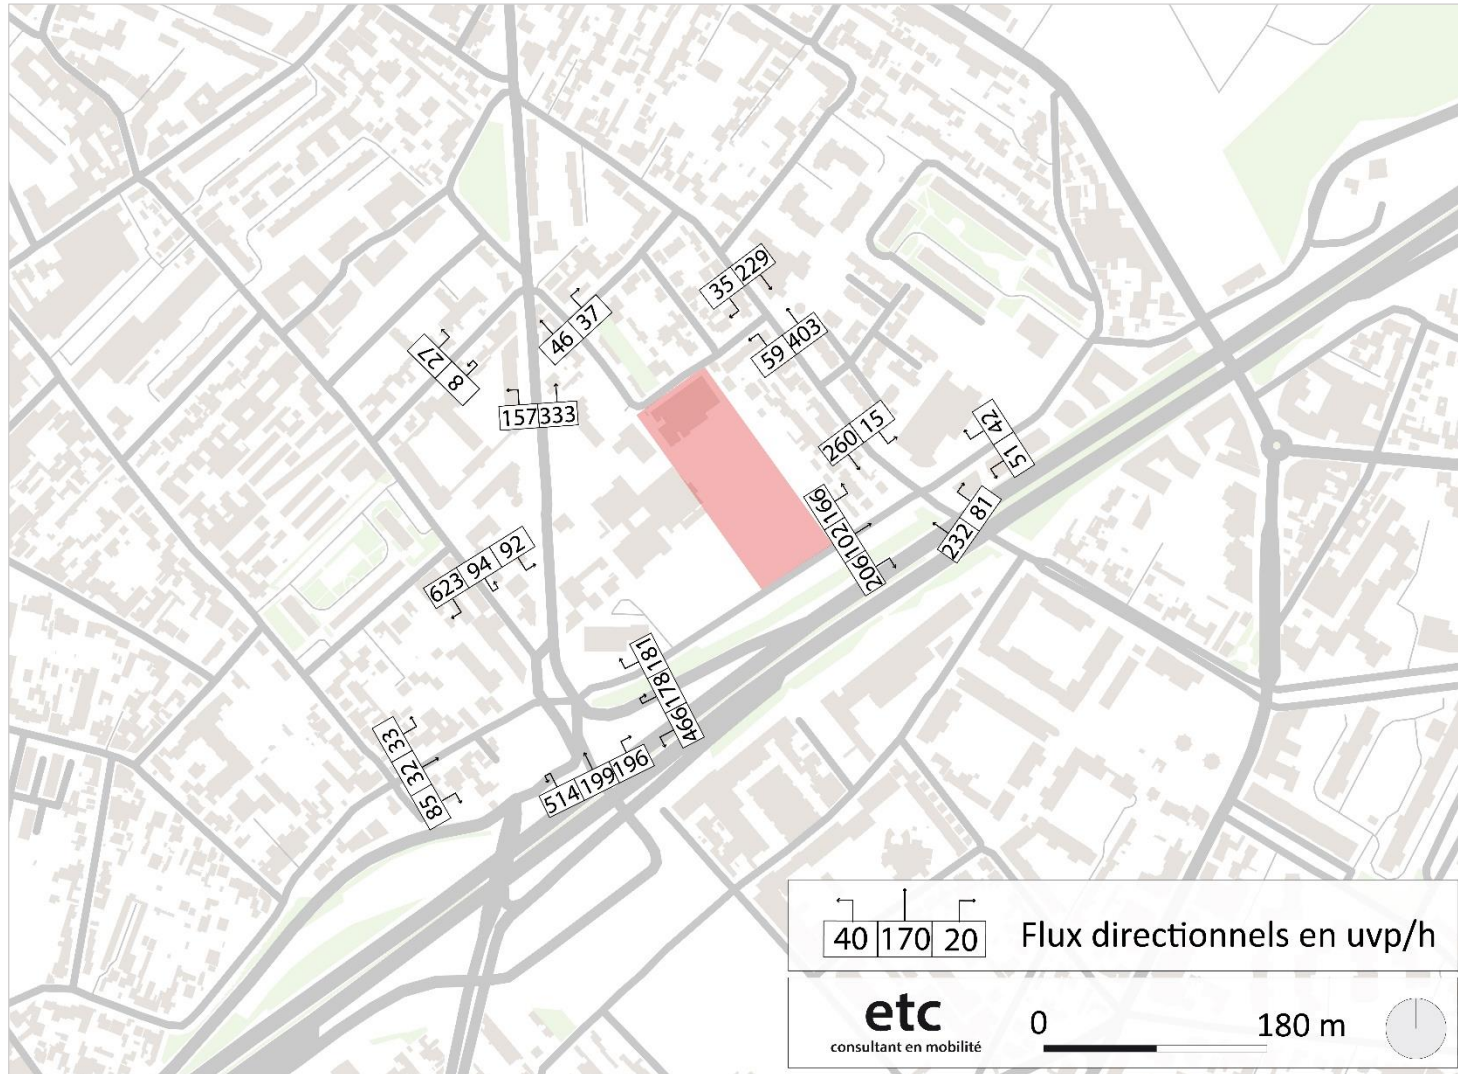 35 229
46 37
59 403
27 8
157 333
260 15
42 51
166 102 206
232 81
623 94 92
181 178 466
33 32 85
514 199 196
40 170 20 Flux directionnels en uvp/h
etc
consultant en mobilité
0 180 m